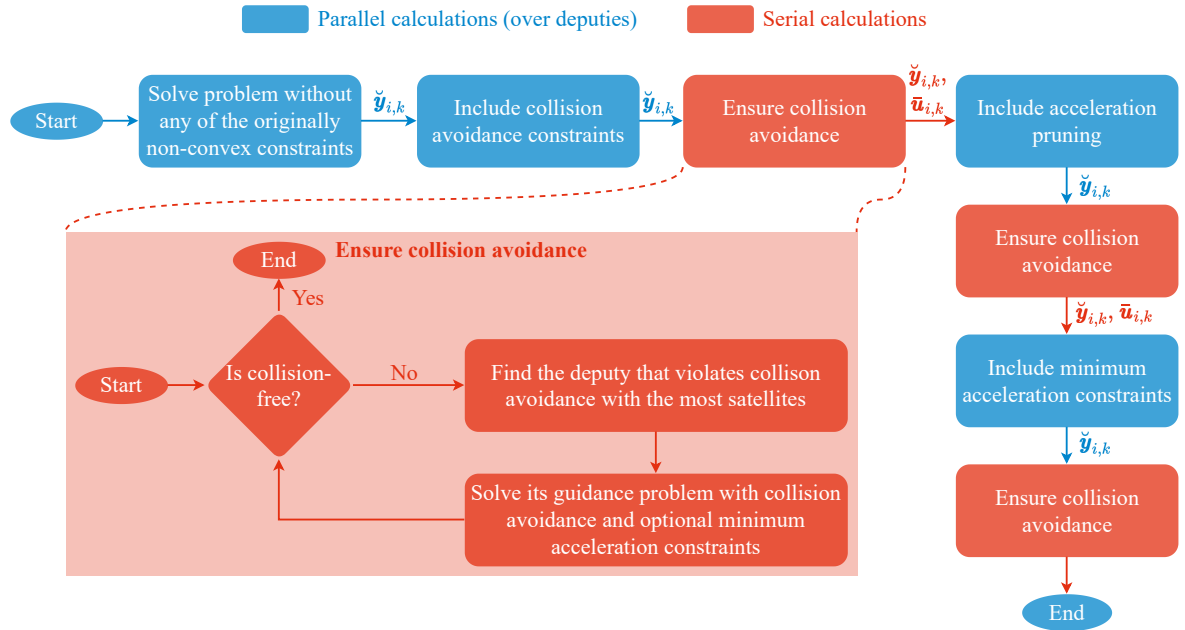 Parallel calculations (over deputies)
Serial calculations
Start
Solve problem without
any of the originally
non-convex constraints
y̆ᵢ,ₖ
Include collision
avoidance constraints
y̆ᵢ,ₖ
Ensure collision
avoidance
y̆ᵢ,ₖ,
ūᵢ,ₖ
Include acceleration
pruning
y̆ᵢ,ₖ
Ensure collision
avoidance
y̆ᵢ,ₖ, ūᵢ,ₖ
Include minimum
acceleration constraints
y̆ᵢ,ₖ
Ensure collision
avoidance
End
Ensure collision avoidance
End
Yes
Start
Is collision-
free?
No
Find the deputy that violates collison
avoidance with the most satellites
Solve its guidance problem with collision
avoidance and optional minimum
acceleration constraints